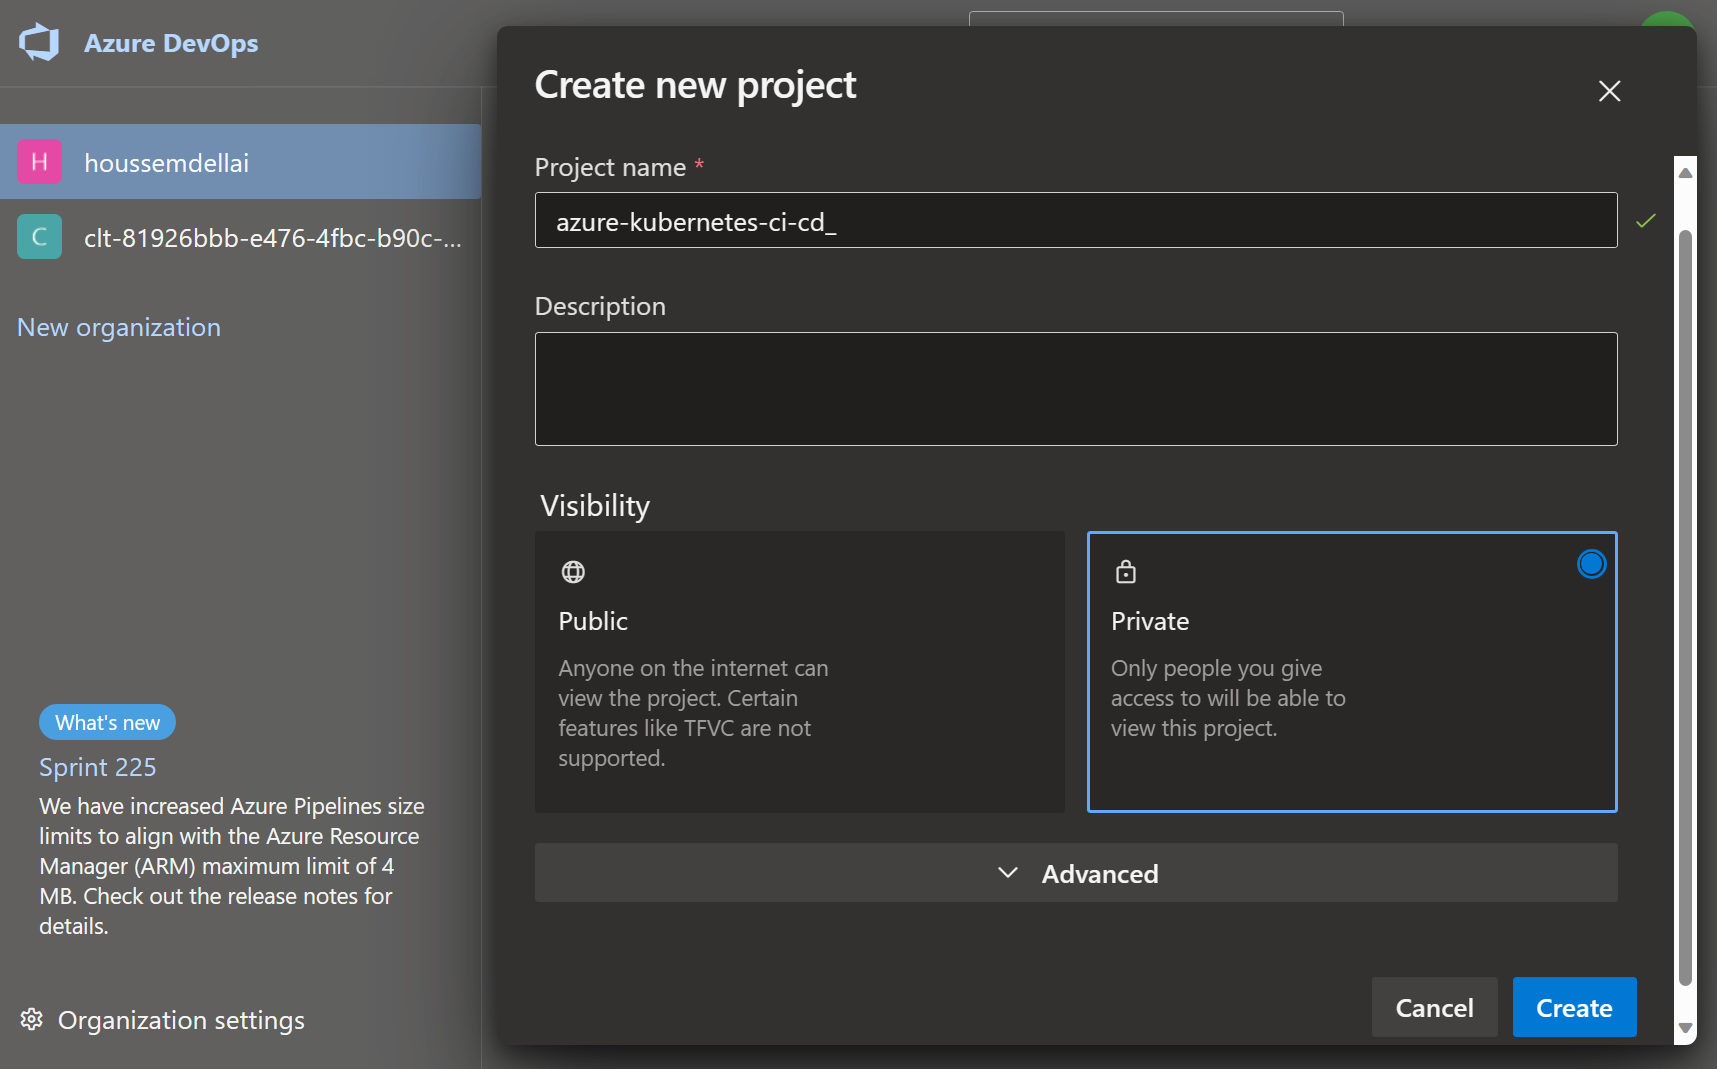 Azure DevOps
H
houssemdellai
C
clt-81926bbb-e476-4fbc-b90c-...
New organization
What's new
Sprint 225
We have increased Azure Pipelines size
limits to align with the Azure Resource
Manager (ARM) maximum limit of 4
MB. Check out the release notes for
details.
Organization settings
Create new project
Project name *
azure-kubernetes-ci-cd_
Description
Visibility
Public
Anyone on the internet can
view the project. Certain
features like TFVC are not
supported.
Private
Only people you give
access to will be able to
view this project.
Advanced
Cancel
Create